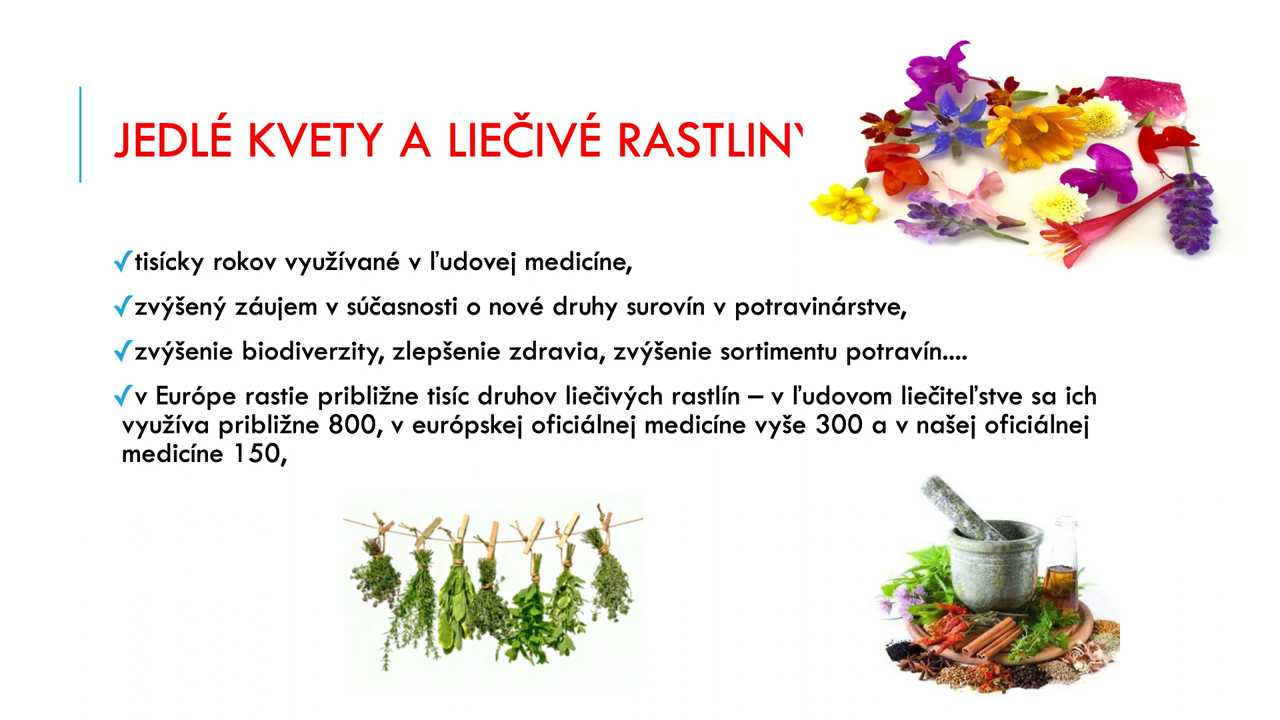 JEDLÉ KVETY A LIEČIVÉ RASTLINY
✓tisícky rokov využívané v ľudovej medicíne,
✓zvýšený záujem v súčasnosti o nové druhy surovín v potravinárstve,
✓zvýšenie biodiverzity, zlepšenie zdravia, zvýšenie sortimentu potravín....
✓v Európe rastie približne tisíc druhov liečivých rastlín – v ľudovom liečiteľstve sa ich
využíva približne 800, v európskej oficiálnej medicíne vyše 300 a v našej oficiálnej
medicíne 150,